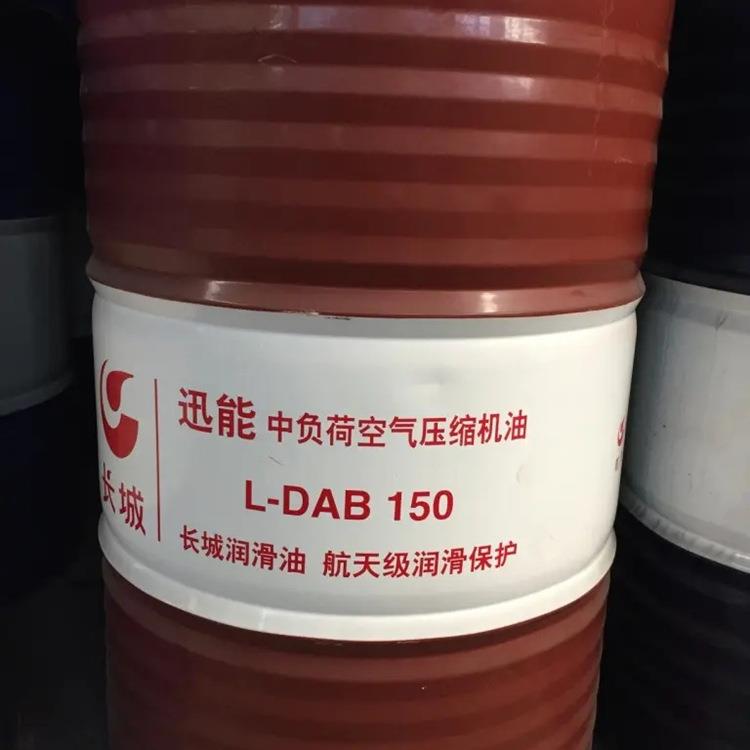 长城
迅能 中负荷空气压缩机油
L-DAB 150
长城润滑油 航天级润滑保护